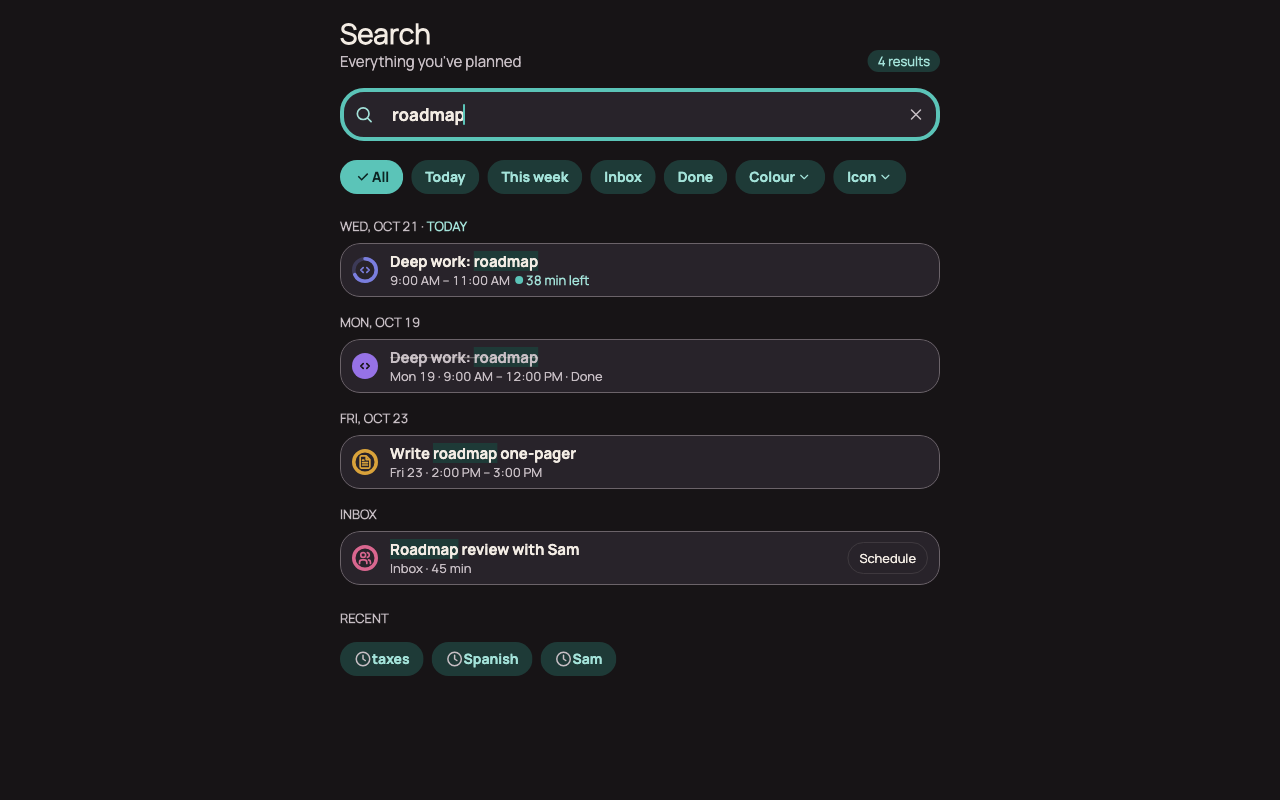 Search
Everything you've planned
4 results
roadmap
All Today This week Inbox Done Colour Icon
WED, OCT 21 · TODAY
Deep work: roadmap
9:00 AM – 11:00 AM 38 min left
MON, OCT 19
Deep work: roadmap
Mon 19 · 9:00 AM – 12:00 PM · Done
FRI, OCT 23
Write roadmap one-pager
Fri 23 · 2:00 PM – 3:00 PM
INBOX
Roadmap review with Sam
Inbox · 45 min
Schedule
RECENT
taxes Spanish Sam